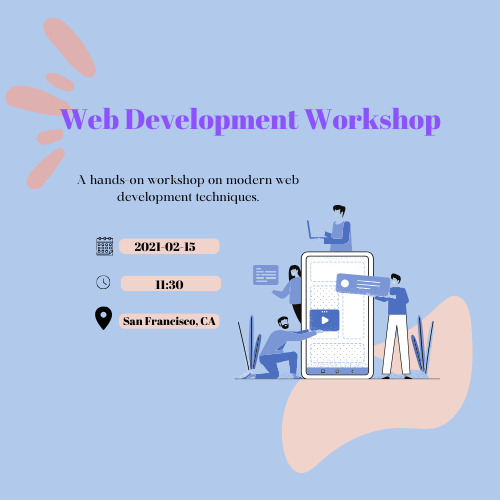 Web Development Workshop
A hands-on workshop on modern web
development techniques.
2021-02-15
11:30
San Francisco, CA